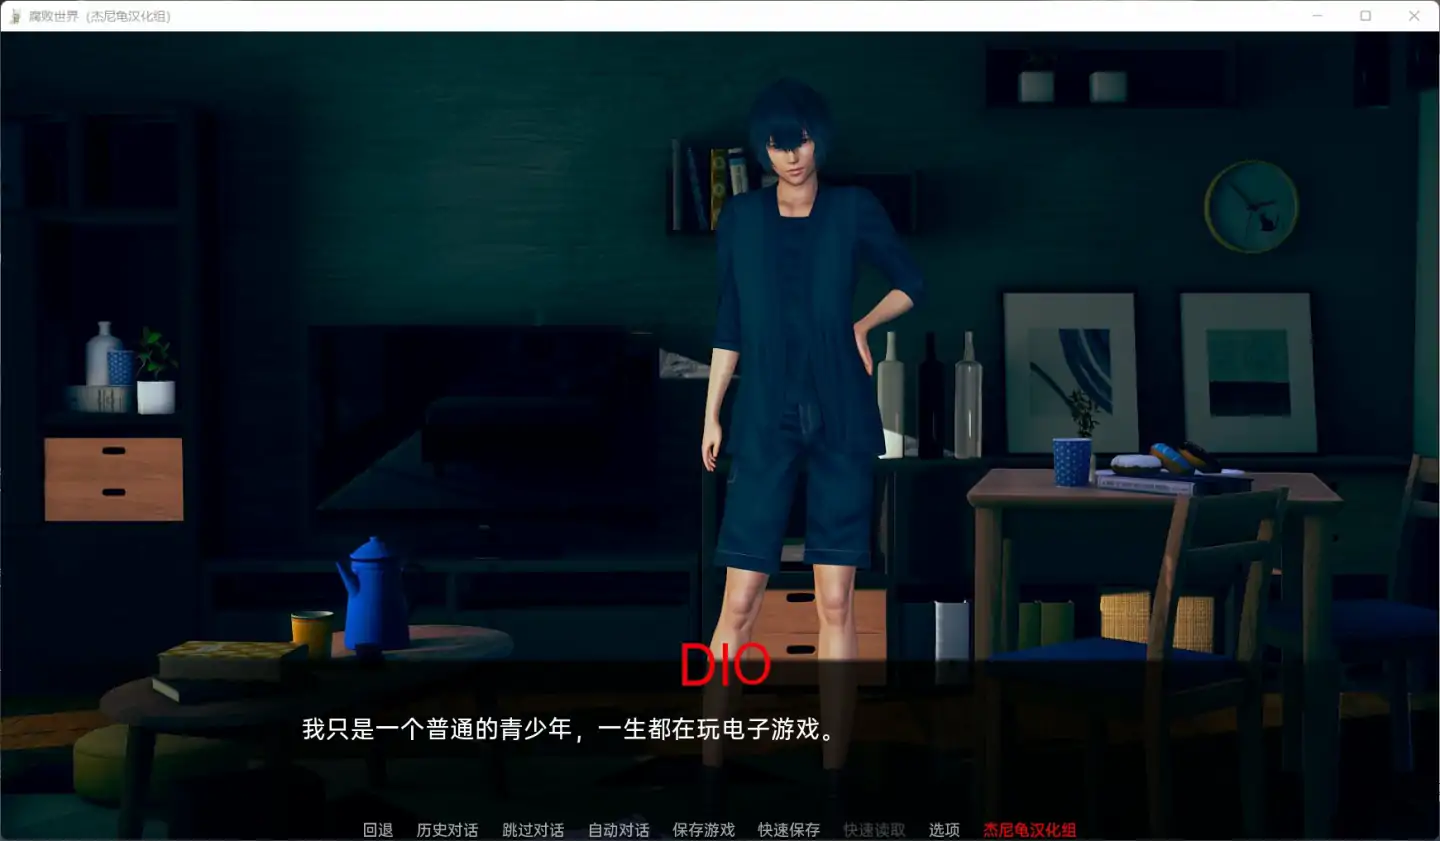 腐败世界 (杰尼龟汉化组)
DIO
我只是一个普通的青少年，一生都在玩电子游戏。
回退 历史对话 跳过对话 自动对话 保存游戏 快速保存 快速读取 选项 杰尼龟汉化组